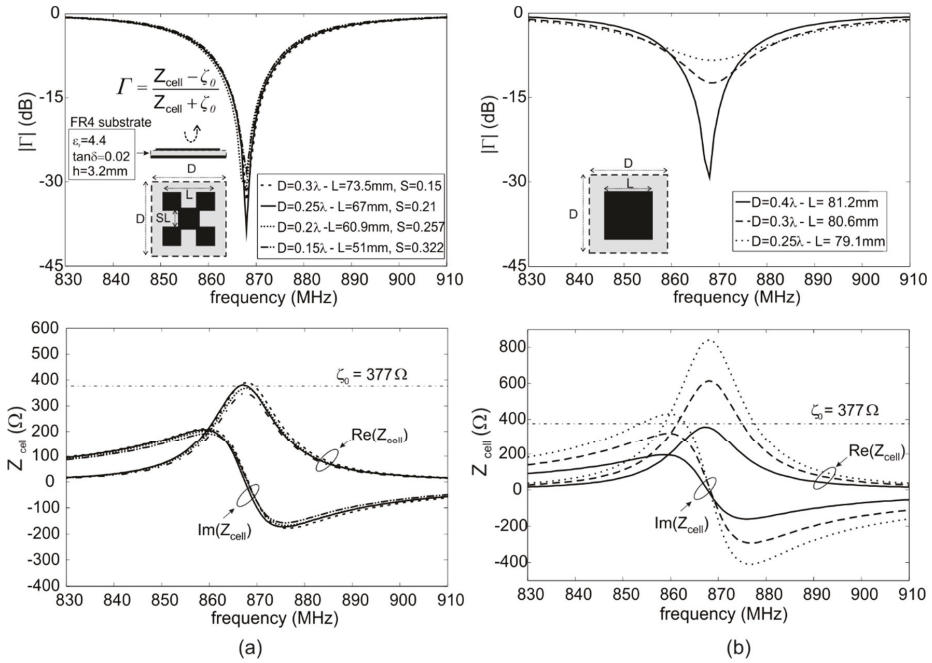 0
-15
-30
-45
|Γ| (dB)
Γ = (Z_cell − ζ_0) / (Z_cell + ζ_0)
FR4 substrate
ε_r=4.4
tanδ=0.02
h=3.2mm
D
L
D
SL
D=0.3λ - L=73.5mm, S=0.15
D=0.25λ - L=67mm, S=0.21
D=0.2λ - L=60.9mm, S=0.257
D=0.15λ - L=51mm, S=0.322
830 840 850 860 870 880 890 900 910
frequency (MHz)
0
-15
-30
-45
|Γ| (dB)
D
L
D
D=0.4λ - L= 81.2mm
D=0.3λ - L= 80.6mm
D=0.25λ - L= 79.1mm
830 840 850 860 870 880 890 900 910
frequency (MHz)
600
500
400
300
200
100
0
-100
-200
-300
-400
Z_cel (Ω)
ζ_0 = 377 Ω
Re(Z_cell)
Im(Z_cell)
830 840 850 860 870 880 890 900 910
frequency (MHz)
(a)
800
600
400
200
0
-200
-400
Z_cell (Ω)
ζ_0 = 377 Ω
Re(Z_cell)
Im(Z_cell)
830 840 850 860 870 880 890 900 910
frequency (MHz)
(b)